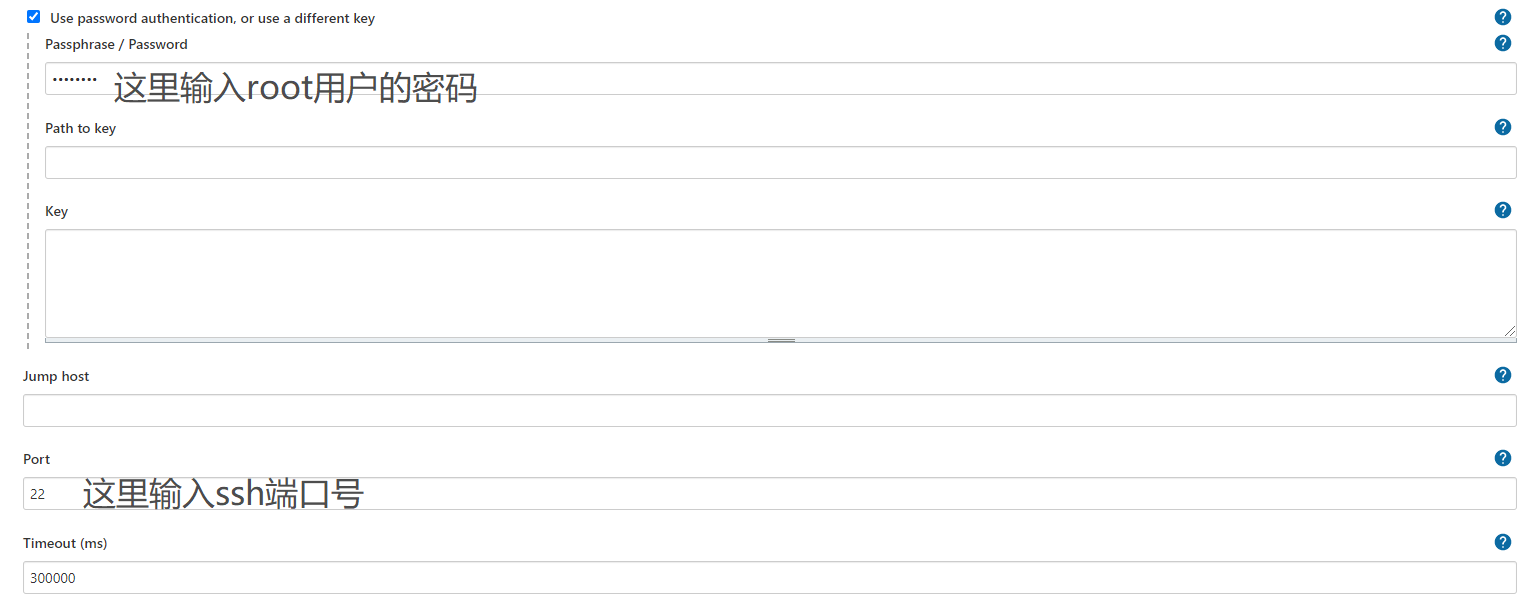 Use password authentication, or use a different key
Passphrase / Password
········ 这里输入root用户的密码
Path to key
Key
Jump host
Port
22 这里输入ssh端口号
Timeout (ms)
300000